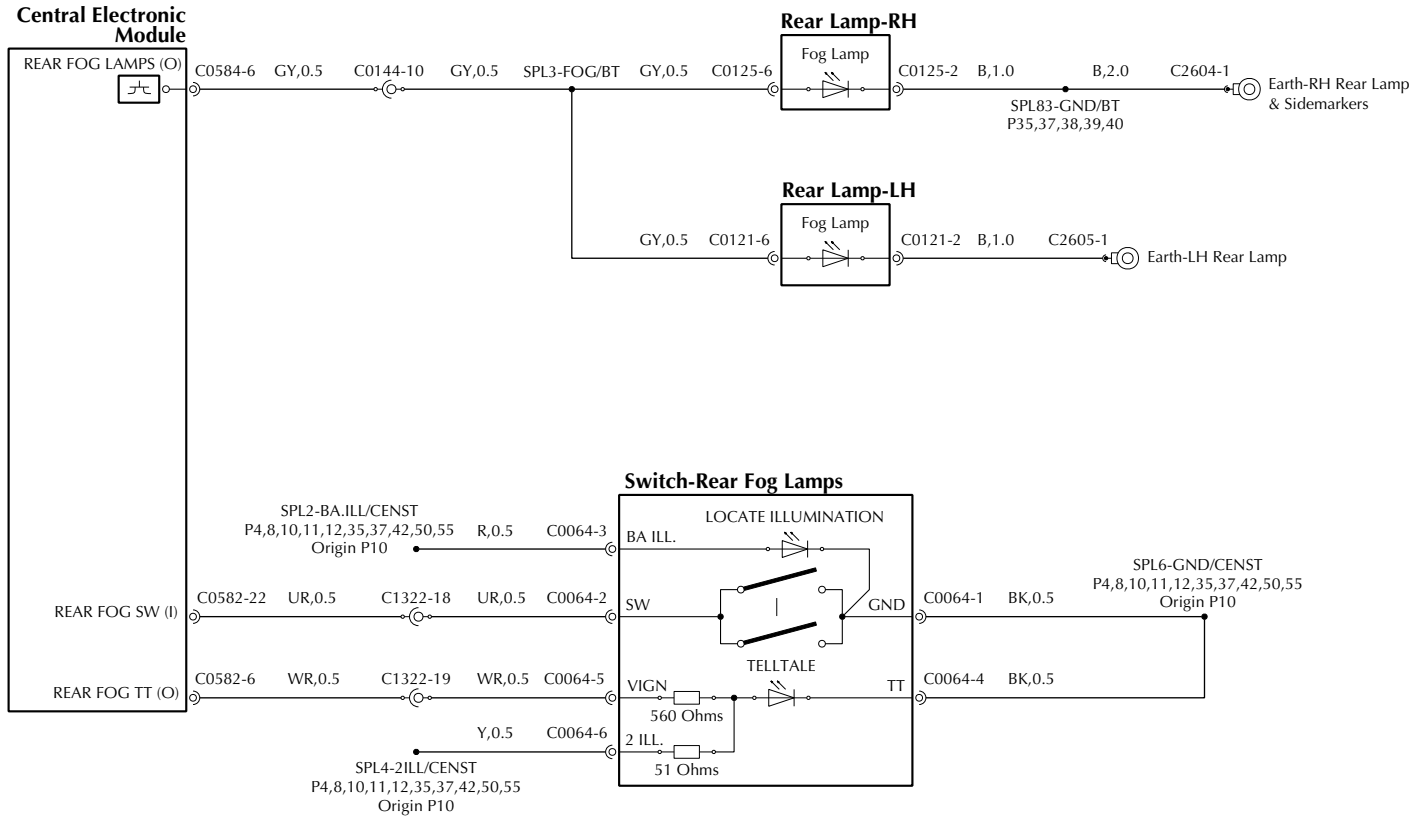 Central Electronic
Module
Rear Lamp-RH
REAR FOG LAMPS (O)
C0584-6 GY,0.5 C0144-10 GY,0.5 SPL3-FOG/BT GY,0.5 C0125-6
Fog Lamp
C0125-2 B,1.0 B,2.0 C2604-1
Earth-RH Rear Lamp
& Sidemarkers
SPL83-GND/BT
P35,37,38,39,40
Rear Lamp-LH
Fog Lamp
GY,0.5 C0121-6
C0121-2 B,1.0 C2605-1
Earth-LH Rear Lamp
Switch-Rear Fog Lamps
SPL2-BA.ILL/CENST
P4,8,10,11,12,35,37,42,50,55
Origin P10
R,0.5 C0064-3
BA ILL.
LOCATE ILLUMINATION
SPL6-GND/CENST
P4,8,10,11,12,35,37,42,50,55
Origin P10
REAR FOG SW (I)
C0582-22 UR,0.5 C1322-18 UR,0.5 C0064-2
SW
GND
C0064-1 BK,0.5
REAR FOG TT (O)
C0582-6 WR,0.5 C1322-19 WR,0.5 C0064-5
VIGN
560 Ohms
TELLTALE
TT
C0064-4 BK,0.5
Y,0.5 C0064-6
2 ILL.
51 Ohms
SPL4-2ILL/CENST
P4,8,10,11,12,35,37,42,50,55
Origin P10